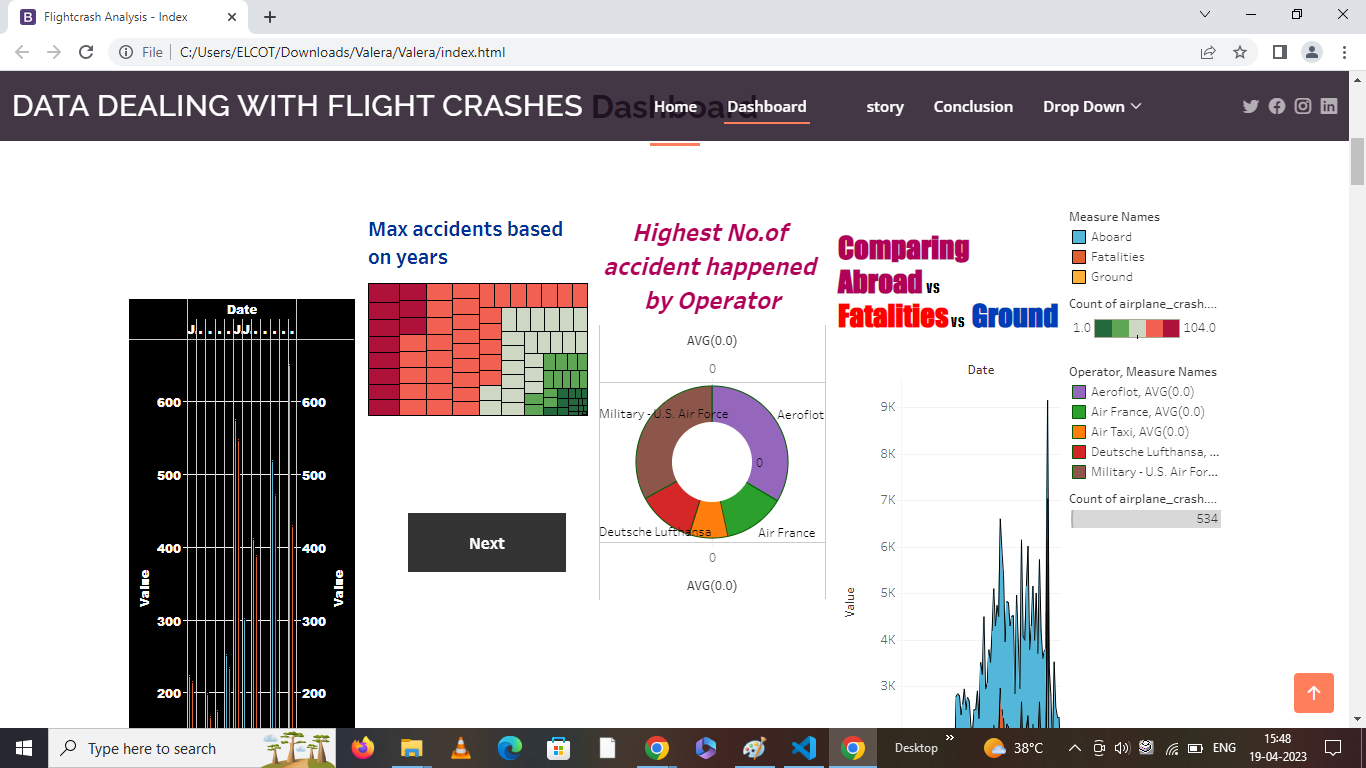 Flightcrash Analysis - Index
File
C:/Users/ELCOT/Downloads/Valera/Valera/index.html
DATA DEALING WITH FLIGHT CRASHES Dashboard
Home
Dashboard
story
Conclusion
Drop Down
Date
J.....JJ......
600
500
400
300
200
Value
600
500
400
300
200
Value
Max accidents based
on years
Next
Highest No.of
accident happened
by Operator
AVG(0.0)
0
Military - U.S. Air Force
Aeroflot
0
Deutsche Lufthansa
Air France
0
AVG(0.0)
Comparing
Abroad vs
Fatalities vs Ground
Date
9K
8K
7K
6K
5K
4K
3K
Value
Measure Names
Aboard
Fatalities
Ground
Count of airplane_crash....
1.0
104.0
Operator, Measure Names
Aeroflot, AVG(0.0)
Air France, AVG(0.0)
Air Taxi, AVG(0.0)
Deutsche Lufthansa, ...
Military - U.S. Air For...
Count of airplane_crash....
534
Type here to search
Desktop
38°C
ENG
15:48
19-04-2023